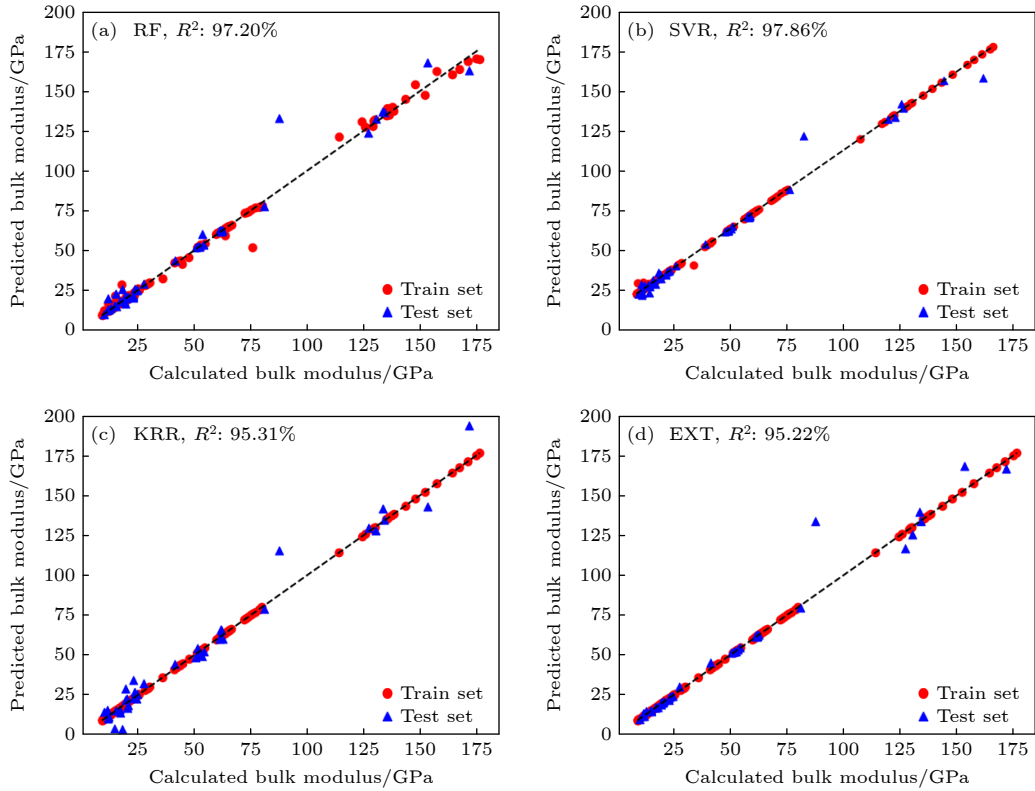 (a) RF, R²: 97.20%
200
175
150
125
100
75
50
25
0
Predicted bulk modulus/GPa
Train set
Test set
25 50 75 100 125 150 175
Calculated bulk modulus/GPa
(b) SVR, R²: 97.86%
200
175
150
125
100
75
50
25
0
Predicted bulk modulus/GPa
Train set
Test set
25 50 75 100 125 150 175
Calculated bulk modulus/GPa
(c) KRR, R²: 95.31%
200
175
150
125
100
75
50
25
0
Predicted bulk modulus/GPa
Train set
Test set
25 50 75 100 125 150 175
Calculated bulk modulus/GPa
(d) EXT, R²: 95.22%
200
175
150
125
100
75
50
25
0
Predicted bulk modulus/GPa
Train set
Test set
25 50 75 100 125 150 175
Calculated bulk modulus/GPa